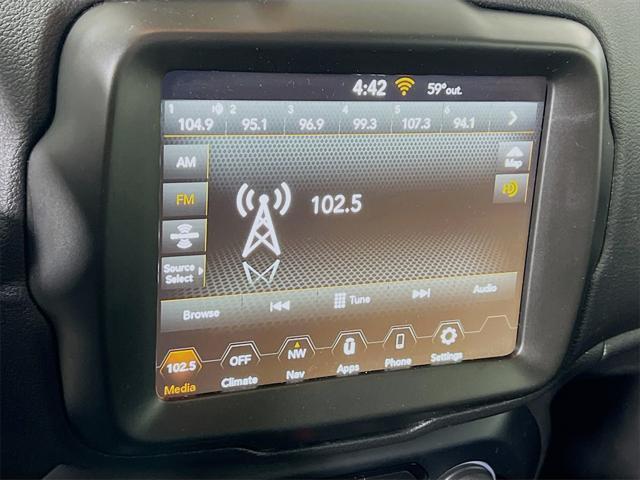 4:42 59°out.
1 2 3 4 5 6
104.9 95.1 96.9 99.3 107.3 94.1
AM
Map
FM
102.5
Source Select
Browse Tune Audio
102.5 OFF NW
Media Climate Nav Apps Phone Settings